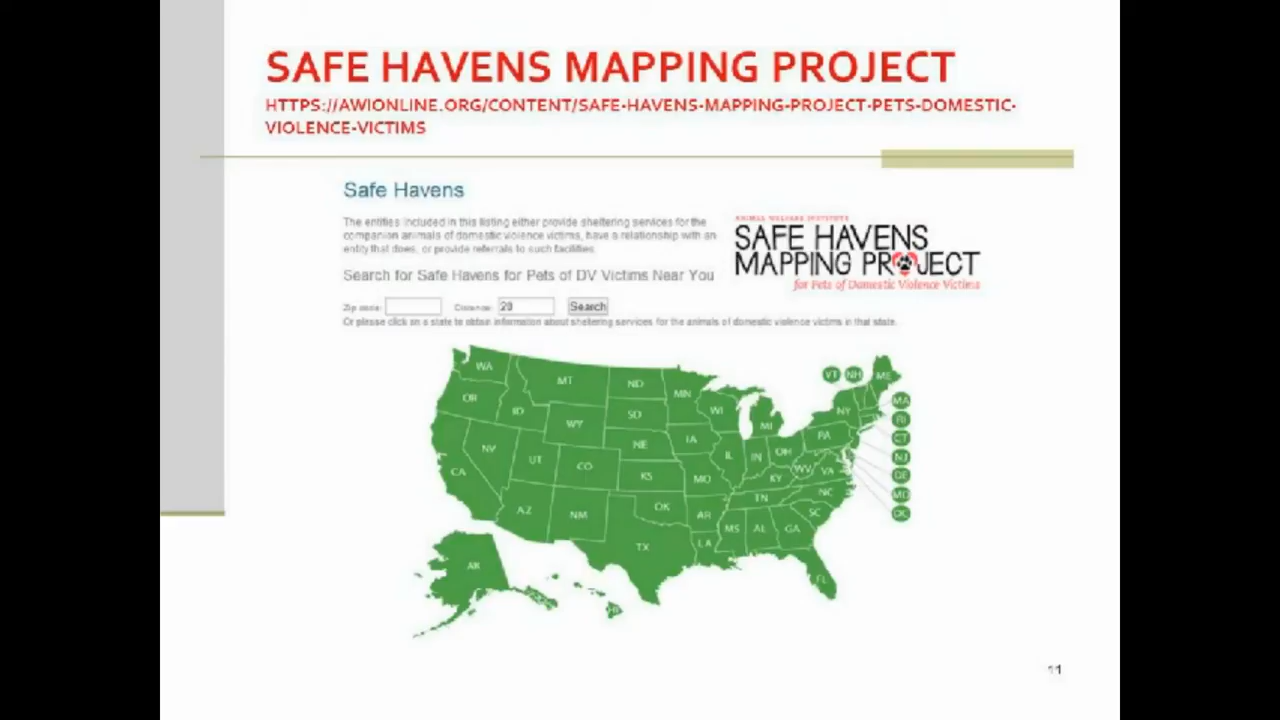 SAFE HAVENS MAPPING PROJECT
HTTPS://AWIONLINE.ORG/CONTENT/SAFE-HAVENS-MAPPING-PROJECT-PETS-DOMESTIC-
VIOLENCE-VICTIMS
Safe Havens
The entities included in this listing either provide sheltering services for the
companion animals of domestic violence victims, have a relationship with an
entity that does, or provide referrals to such facilities.
ANIMAL WELFARE INSTITUTE
SAFE HAVENS
MAPPING PROJECT
for Pets of Domestic Violence Victims
Search for Safe Havens for Pets of DV Victims Near You
Zip code: Distance: 20 Search
Or please click on a state to obtain information about sheltering services for the animals of domestic violence victims in that state.
WA MT ND MN VT NH ME
OR ID SD WI MI NY MA
WY RI
NV UT CO NE IA IL IN OH PA CT
CA KS MO KY WV VA NJ
DE
AZ NM OK AR TN NC MD
TX LA MS AL GA SC DC
AK HI FL
11